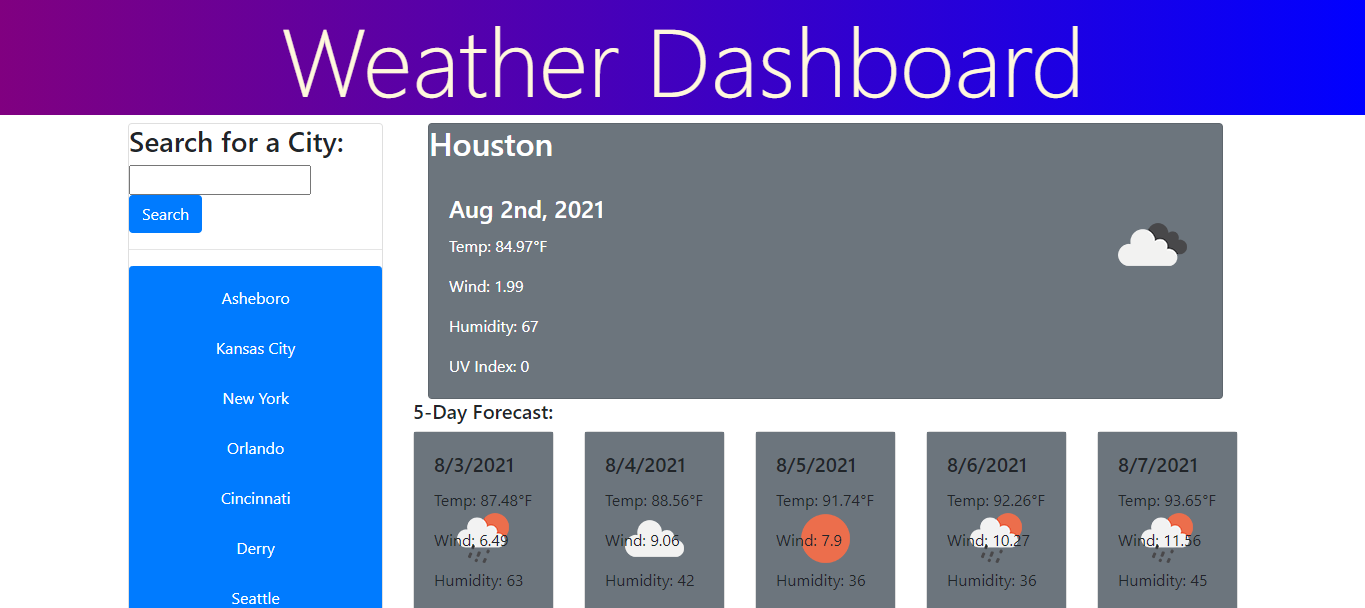 Weather Dashboard
Search for a City:
Search
Asheboro
Kansas City
New York
Orlando
Cincinnati
Derry
Seattle
Houston
Aug 2nd, 2021
Temp: 84.97°F
Wind: 1.99
Humidity: 67
UV Index: 0
5-Day Forecast:
8/3/2021
Temp: 87.48°F
Wind: 6.49
Humidity: 63
8/4/2021
Temp: 88.56°F
Wind: 9.06
Humidity: 42
8/5/2021
Temp: 91.74°F
Wind: 7.9
Humidity: 36
8/6/2021
Temp: 92.26°F
Wind: 10.27
Humidity: 36
8/7/2021
Temp: 93.65°F
Wind: 11.56
Humidity: 45